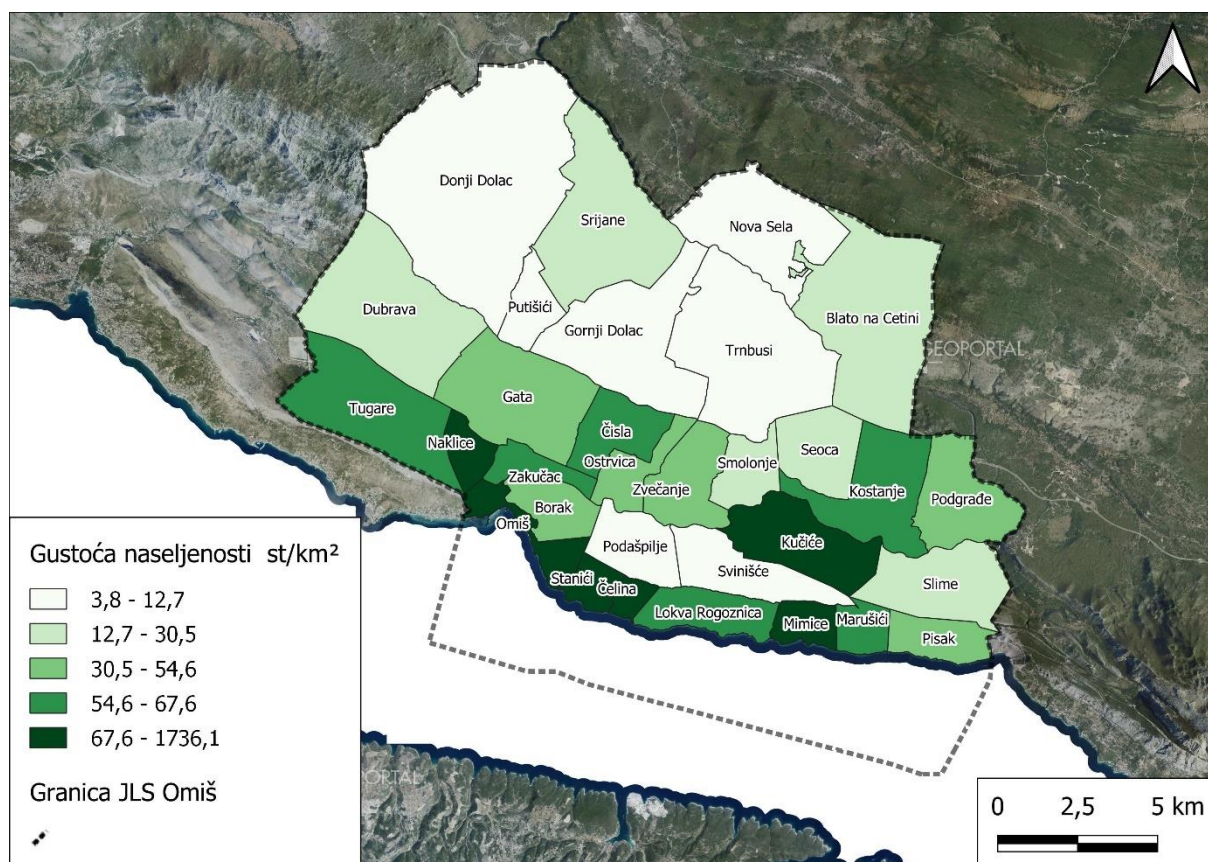 Donji Dolac
Srijane
Nova Sela
Putišići
Dubrava
Gornji Dolac
Blato na Cetini
Trnbusi
GEOPORTAL
Tugare
Gata
Čisla
Naklice
Ostrvica
Smolonje
Seoca
Zakučac
Zvečanje
Kostanje
Podgrađe
Omiš
Borak
Podašpilje
Kučiće
Svinišće
Slime
Stanići
Čelina
Lokva Rogoznica
Mimice
Marušići
Pisak
Gustoća naseljenosti st/km²
3,8 - 12,7
12,7 - 30,5
30,5 - 54,6
54,6 - 67,6
67,6 - 1736,1
Granica JLS Omiš
PORTAL
0 2,5 5 km